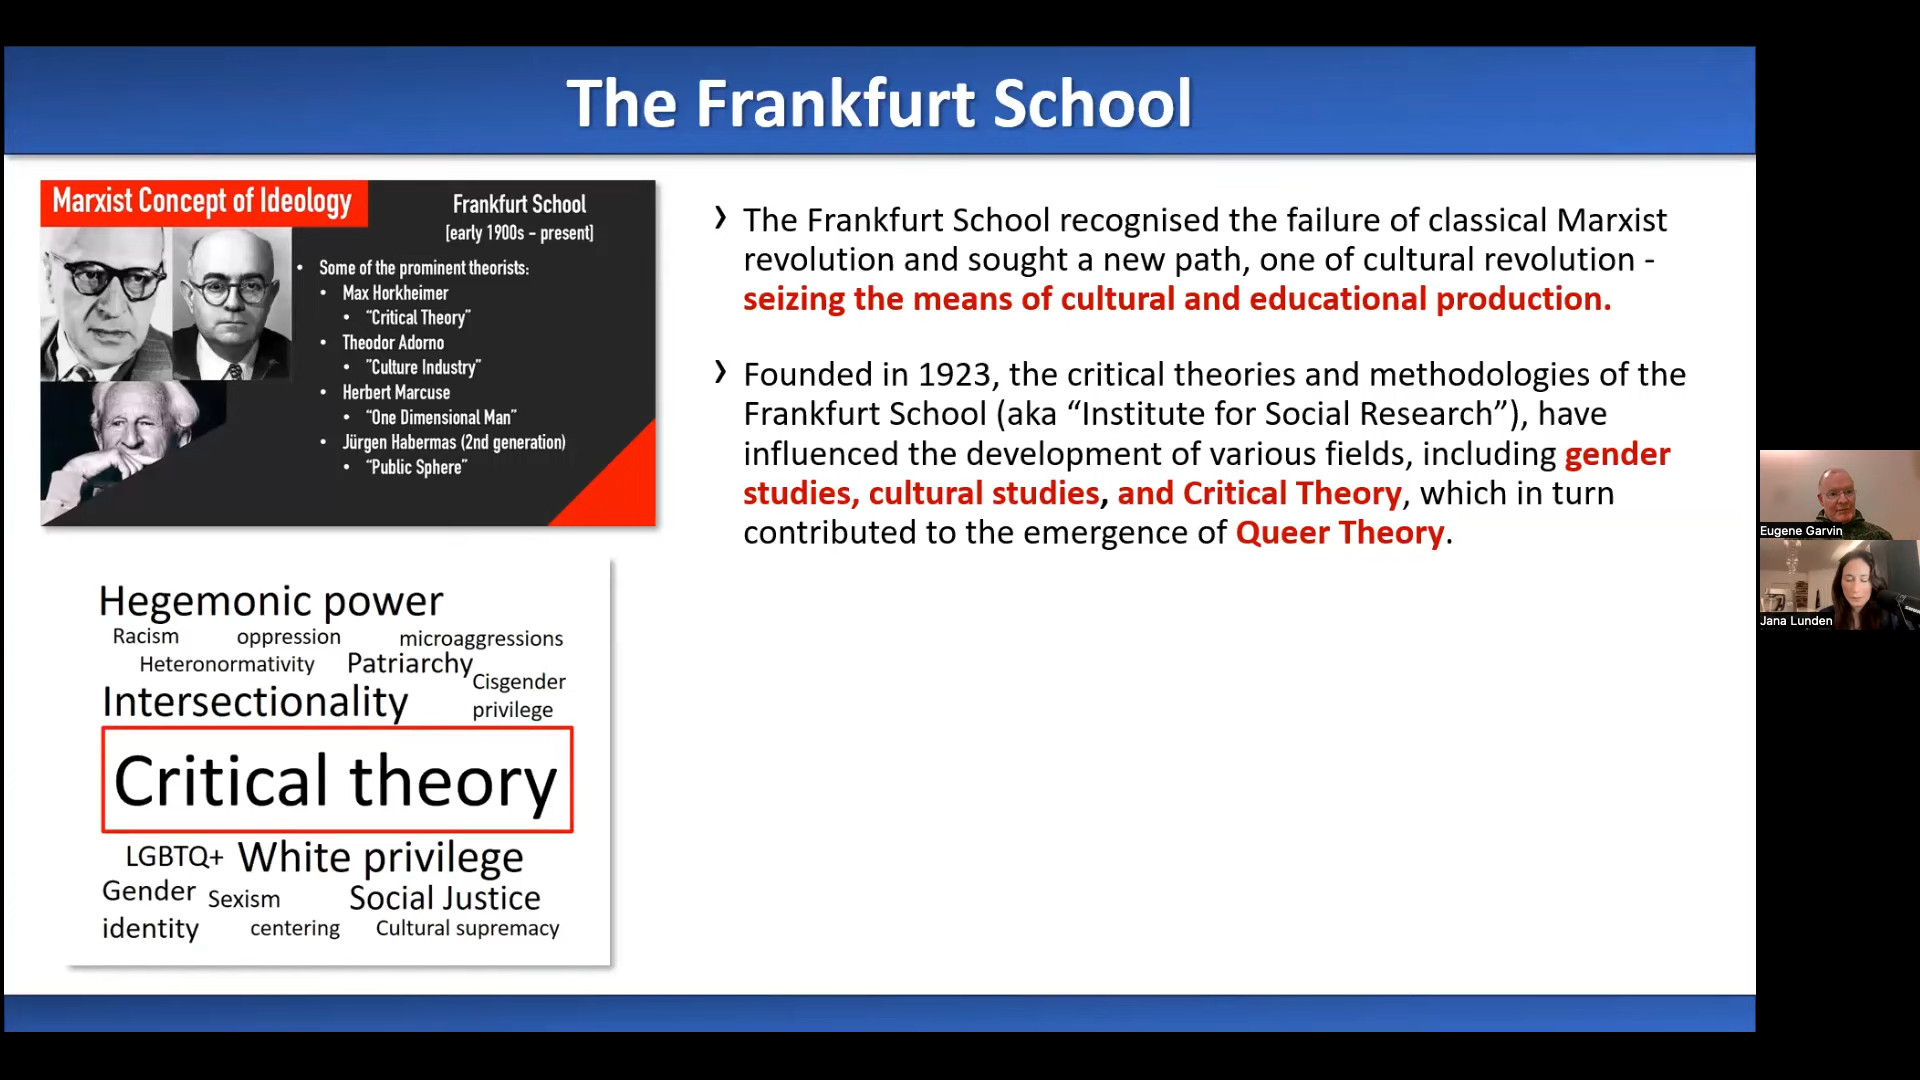 The Frankfurt School
Marxist Concept of Ideology
Frankfurt School
[early 1900s – present]
• Some of the prominent theorists:
• Max Horkheimer
• “Critical Theory”
• Theodor Adorno
• ”Culture Industry”
• Herbert Marcuse
• “One Dimensional Man”
• Jürgen Habermas (2nd generation)
• “Public Sphere”
Hegemonic power
Racism oppression microaggressions
Heteronormativity Patriarchy
Cisgender
Intersectionality privilege
Critical theory
LGBTQ+ White privilege
Gender Sexism Social Justice
identity centering Cultural supremacy
› The Frankfurt School recognised the failure of classical Marxist
revolution and sought a new path, one of cultural revolution -
seizing the means of cultural and educational production.
› Founded in 1923, the critical theories and methodologies of the
Frankfurt School (aka “Institute for Social Research”), have
influenced the development of various fields, including gender
studies, cultural studies, and Critical Theory, which in turn
contributed to the emergence of Queer Theory.
Eugene Garvin
Jana Lunden